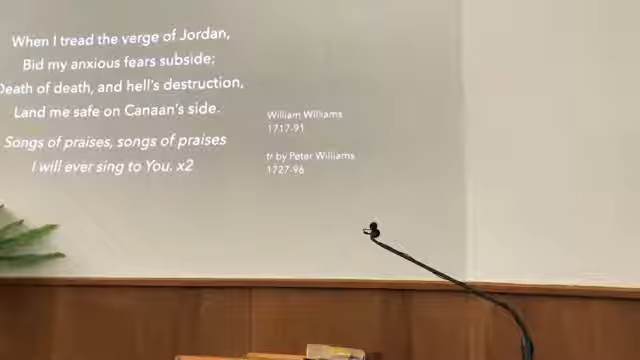 When I tread the verge of Jordan,
Bid my anxious fears subside;
Death of death, and hell's destruction,
Land me safe on Canaan's side.
Songs of praises, songs of praises
I will ever sing to You. x2
William Williams
1717-91
tr by Peter Williams
1727-96